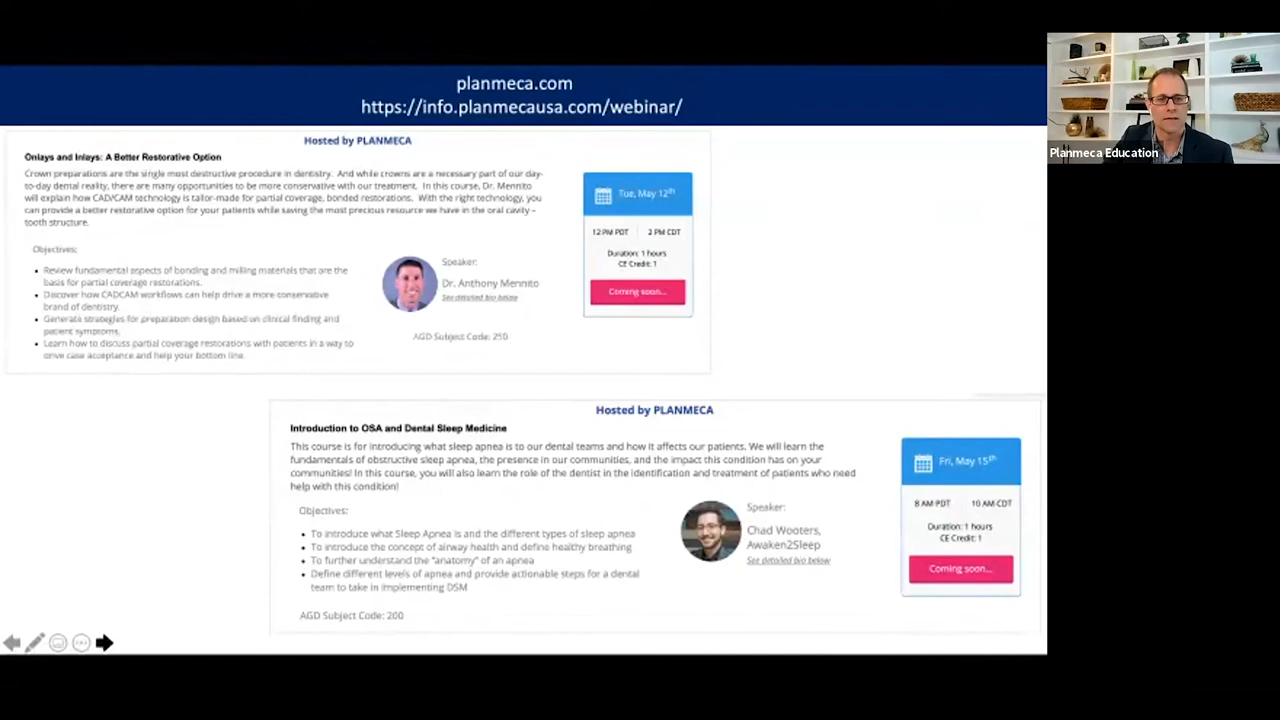 planmeca.com
https://info.planmecausa.com/webinar/
Planmeca Education
Hosted by PLANMECA
Onlays and Inlays: A Better Restorative Option
Crown preparations are the single most destructive procedure in dentistry. And while crowns are a necessary part of our day-
to-day dental reality, there are many opportunities to be more conservative with our treatment. In this course, Dr. Mennito
will explain how CAD/CAM technology is tailor-made for partial coverage, bonded restorations. With the right technology, you
can provide a better restorative option for your patients while saving the most precious resource we have in the oral cavity –
tooth structure.
Objectives:
Review fundamental aspects of bonding and milling materials that are the
basis for partial coverage restorations.
Discover how CADCAM workflows can help drive a more conservative
brand of dentistry.
Generate strategies for preparation design based on clinical finding and
patient symptoms.
Learn how to discuss partial coverage restorations with patients in a way to
drive case acceptance and help your bottom line.
Speaker:
Dr. Anthony Mennito
See detailed bio below
AGD Subject Code: 250
Tue, May 12th
12 PM PDT 2 PM CDT
Duration: 1 hours
CE Credit: 1
Coming soon...
Hosted by PLANMECA
Introduction to OSA and Dental Sleep Medicine
This course is for introducing what sleep apnea is to our dental teams and how it affects our patients. We will learn the
fundamentals of obstructive sleep apnea, the presence in our communities, and the impact this condition has on your
communities! In this course, you will also learn the role of the dentist in the identification and treatment of patients who need
help with this condition!
Objectives:
To introduce what Sleep Apnea is and the different types of sleep apnea
To introduce the concept of airway health and define healthy breathing
To further understand the "anatomy" of an apnea
Define different levels of apnea and provide actionable steps for a dental
team to take in implementing DSM
Speaker:
Chad Wooters,
Awaken2Sleep
See detailed bio below
AGD Subject Code: 200
Fri, May 15th
8 AM PDT 10 AM CDT
Duration: 1 hours
CE Credit: 1
Coming soon...